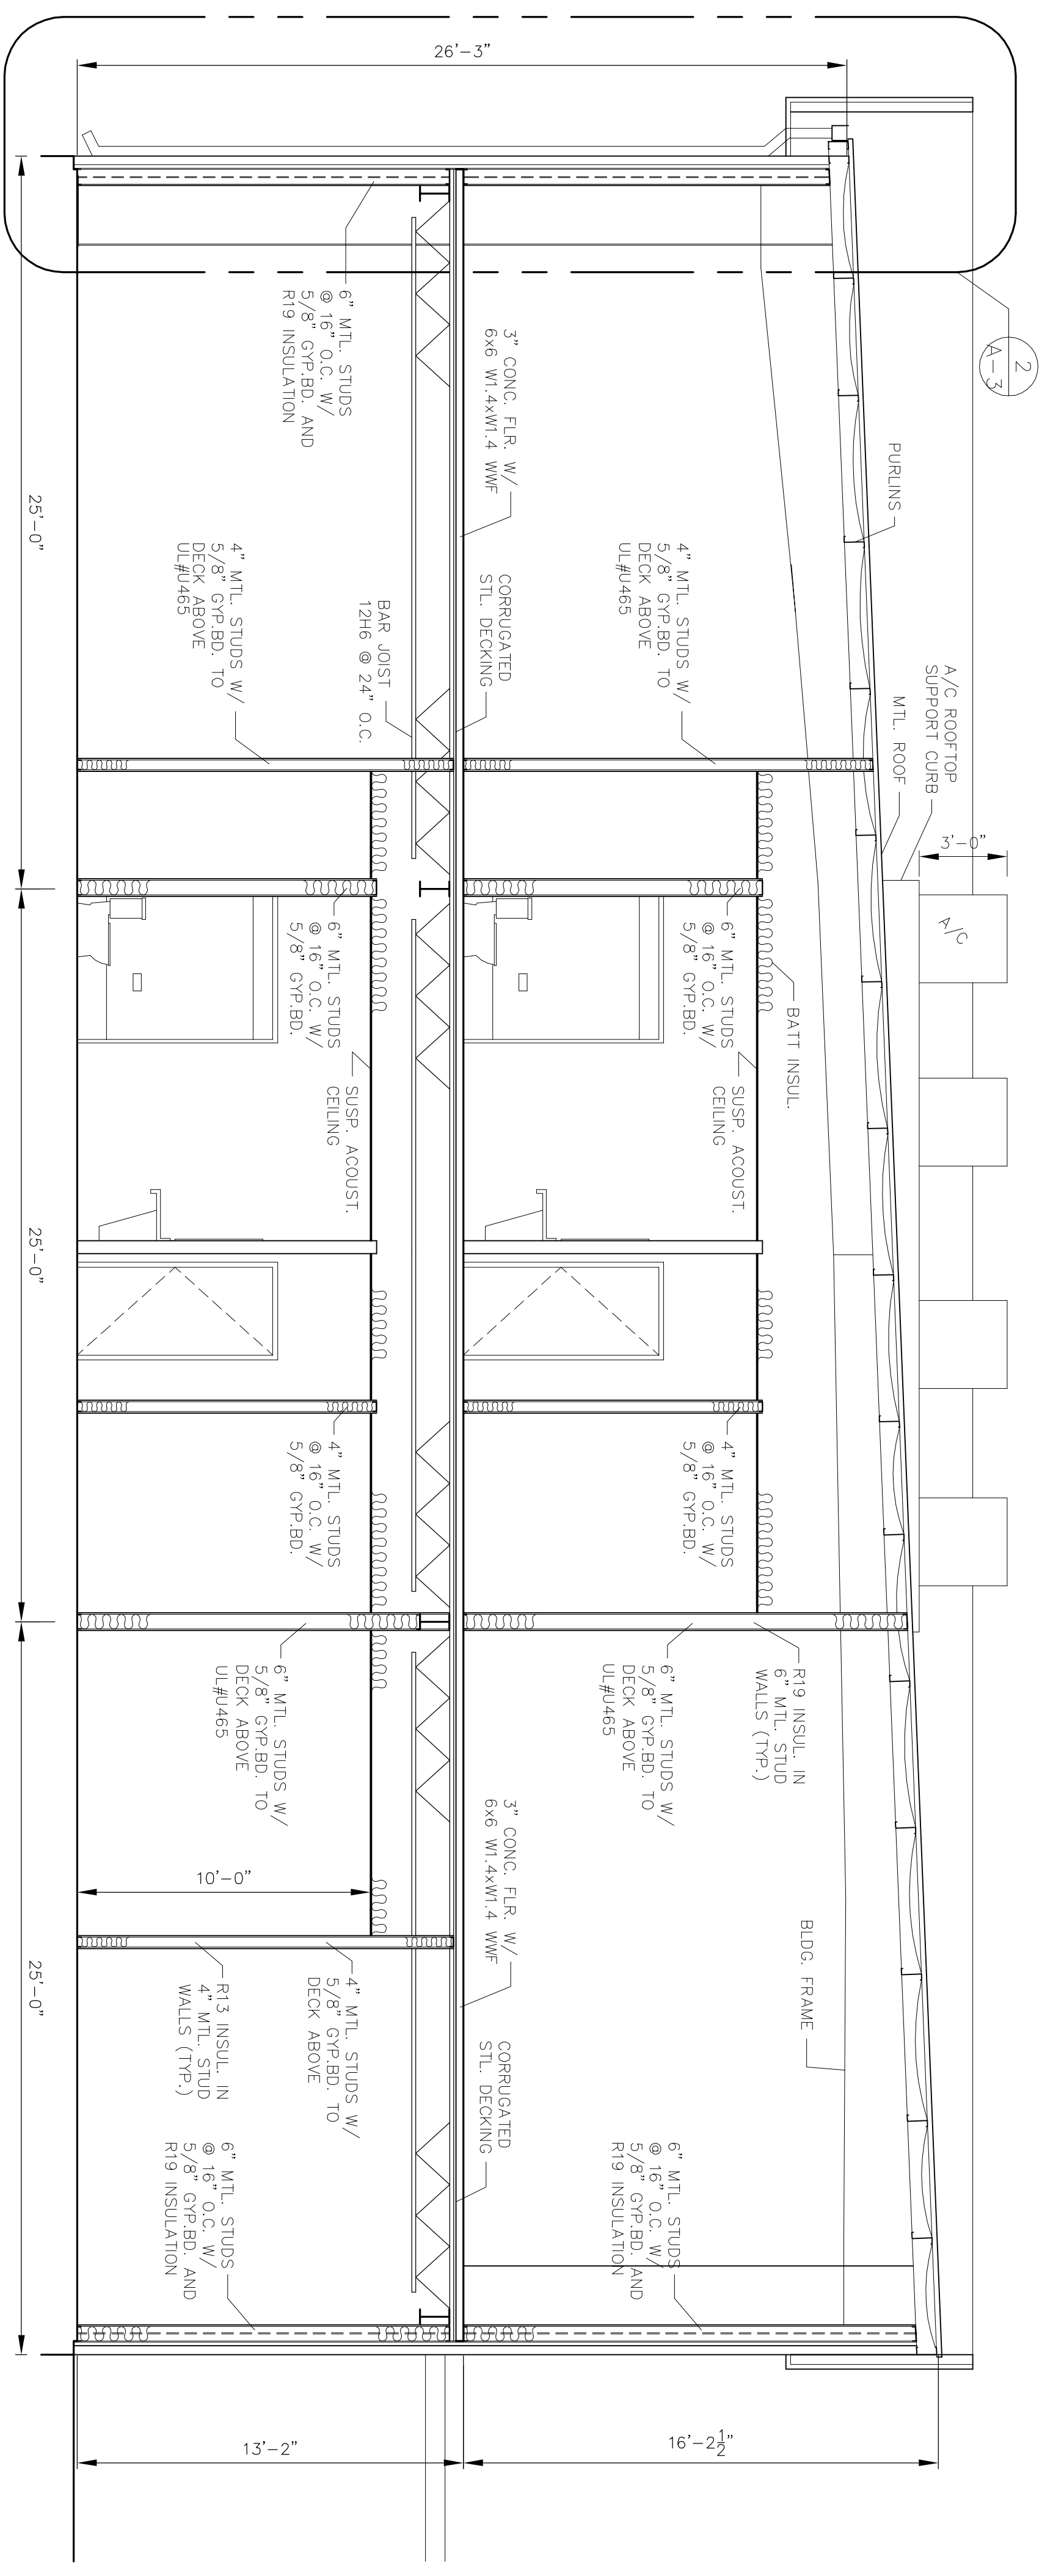 26'-3"
2
A-3
6" MTL. STUDS
@ 16" O.C. W/
5/8" GYP.BD. AND
R19 INSULATION
3" CONC. FLR. W/
6x6 W1.4xW1.4 WWF
PURLINS
25'-0"
4" MTL. STUDS W/
5/8" GYP.BD. TO
DECK ABOVE
UL#U465
BAR JOIST
12H6 @ 24" O.C.
CORRUGATED
STL. DECKING
4" MTL. STUDS W/
5/8" GYP.BD. TO
DECK ABOVE
UL#U465
MTL. ROOF
A/C ROOFTOP
SUPPORT CURB
3'-0"
A/C
6" MTL. STUDS
@ 16" O.C. W/
5/8" GYP.BD.
SUSP. ACOUST.
CEILING
6" MTL. STUDS
@ 16" O.C. W/
5/8" GYP.BD.
SUSP. ACOUST.
CEILING
BATT INSUL.
25'-0"
4" MTL. STUDS
@ 16" O.C. W/
5/8" GYP.BD.
4" MTL. STUDS
@ 16" O.C. W/
5/8" GYP.BD.
6" MTL. STUDS W/
5/8" GYP.BD. TO
DECK ABOVE
UL#U465
6" MTL. STUDS W/
5/8" GYP.BD. TO
DECK ABOVE
UL#U465
R19 INSUL. IN
6" MTL. STUD
WALLS (TYP.)
10'-0"
3" CONC. FLR. W/
6x6 W1.4xW1.4 WWF
BLDG. FRAME
25'-0"
R13 INSUL. IN
4" MTL. STUD
WALLS (TYP.)
4" MTL. STUDS W/
5/8" GYP.BD. TO
DECK ABOVE
CORRUGATED
STL. DECKING
6" MTL. STUDS
@ 16" O.C. W/
5/8" GYP.BD. AND
R19 INSULATION
6" MTL. STUDS
@ 16" O.C. W/
5/8" GYP.BD. AND
R19 INSULATION
13'-2"
16'-2½"